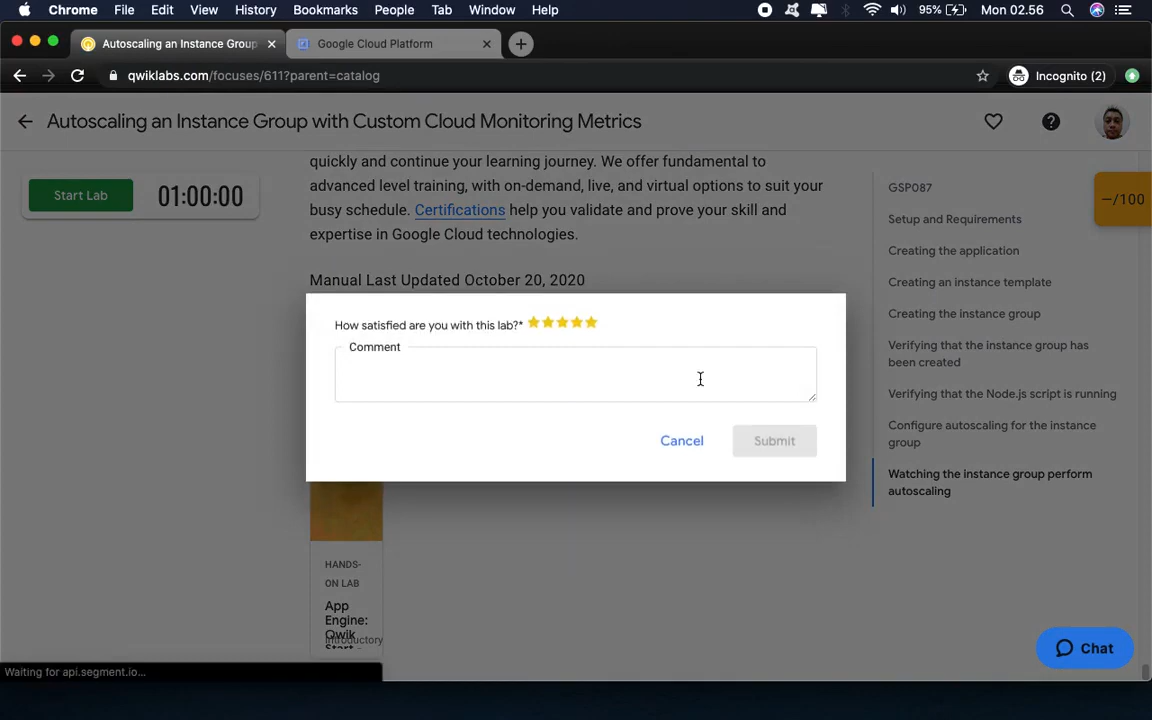 Chrome File Edit View History Bookmarks People Tab Window Help 95% Mon 02.56
Autoscaling an Instance Group Google Cloud Platform
qwiklabs.com/focuses/611?parent=catalog Incognito (2)
Autoscaling an Instance Group with Custom Cloud Monitoring Metrics
Start Lab 01:00:00
quickly and continue your learning journey. We offer fundamental to
advanced level training, with on-demand, live, and virtual options to suit your
busy schedule. Certifications help you validate and prove your skill and
expertise in Google Cloud technologies.
Manual Last Updated October 20, 2020
How satisfied are you with this lab?*
Comment
Cancel Submit
HANDS-
ON LAB
App
Engine:
Qwik
Start -
Introductory
GSP087
Setup and Requirements
Creating the application
Creating an instance template
Creating the instance group
Verifying that the instance group has
been created
Verifying that the Node.js script is running
Configure autoscaling for the instance
group
Watching the instance group perform
autoscaling
–/100
Chat
Waiting for api.segment.io...